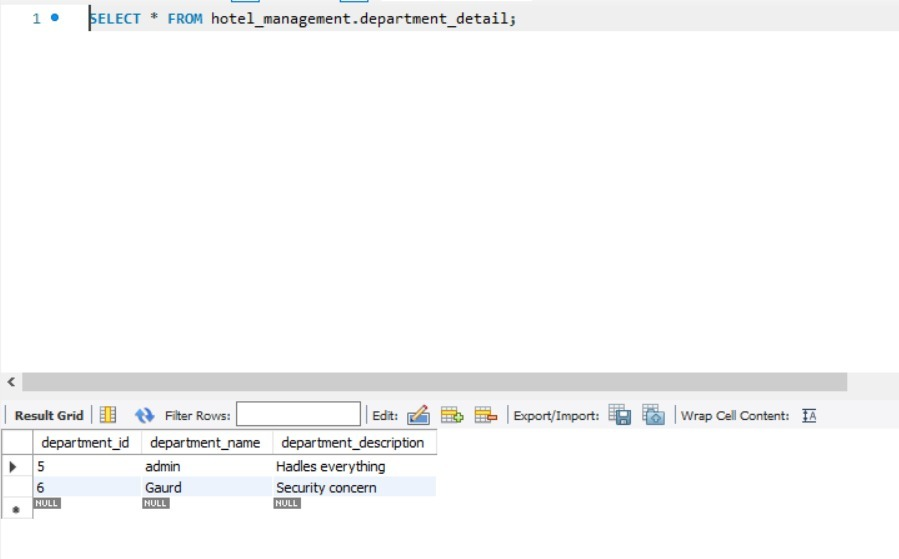 1 SELECT * FROM hotel_management.department_detail;
Result Grid Filter Rows: Edit: Export/Import: Wrap Cell Content: IA
department_id department_name department_description
5 admin Hadles everything
6 Gaurd Security concern
NULL NULL NULL